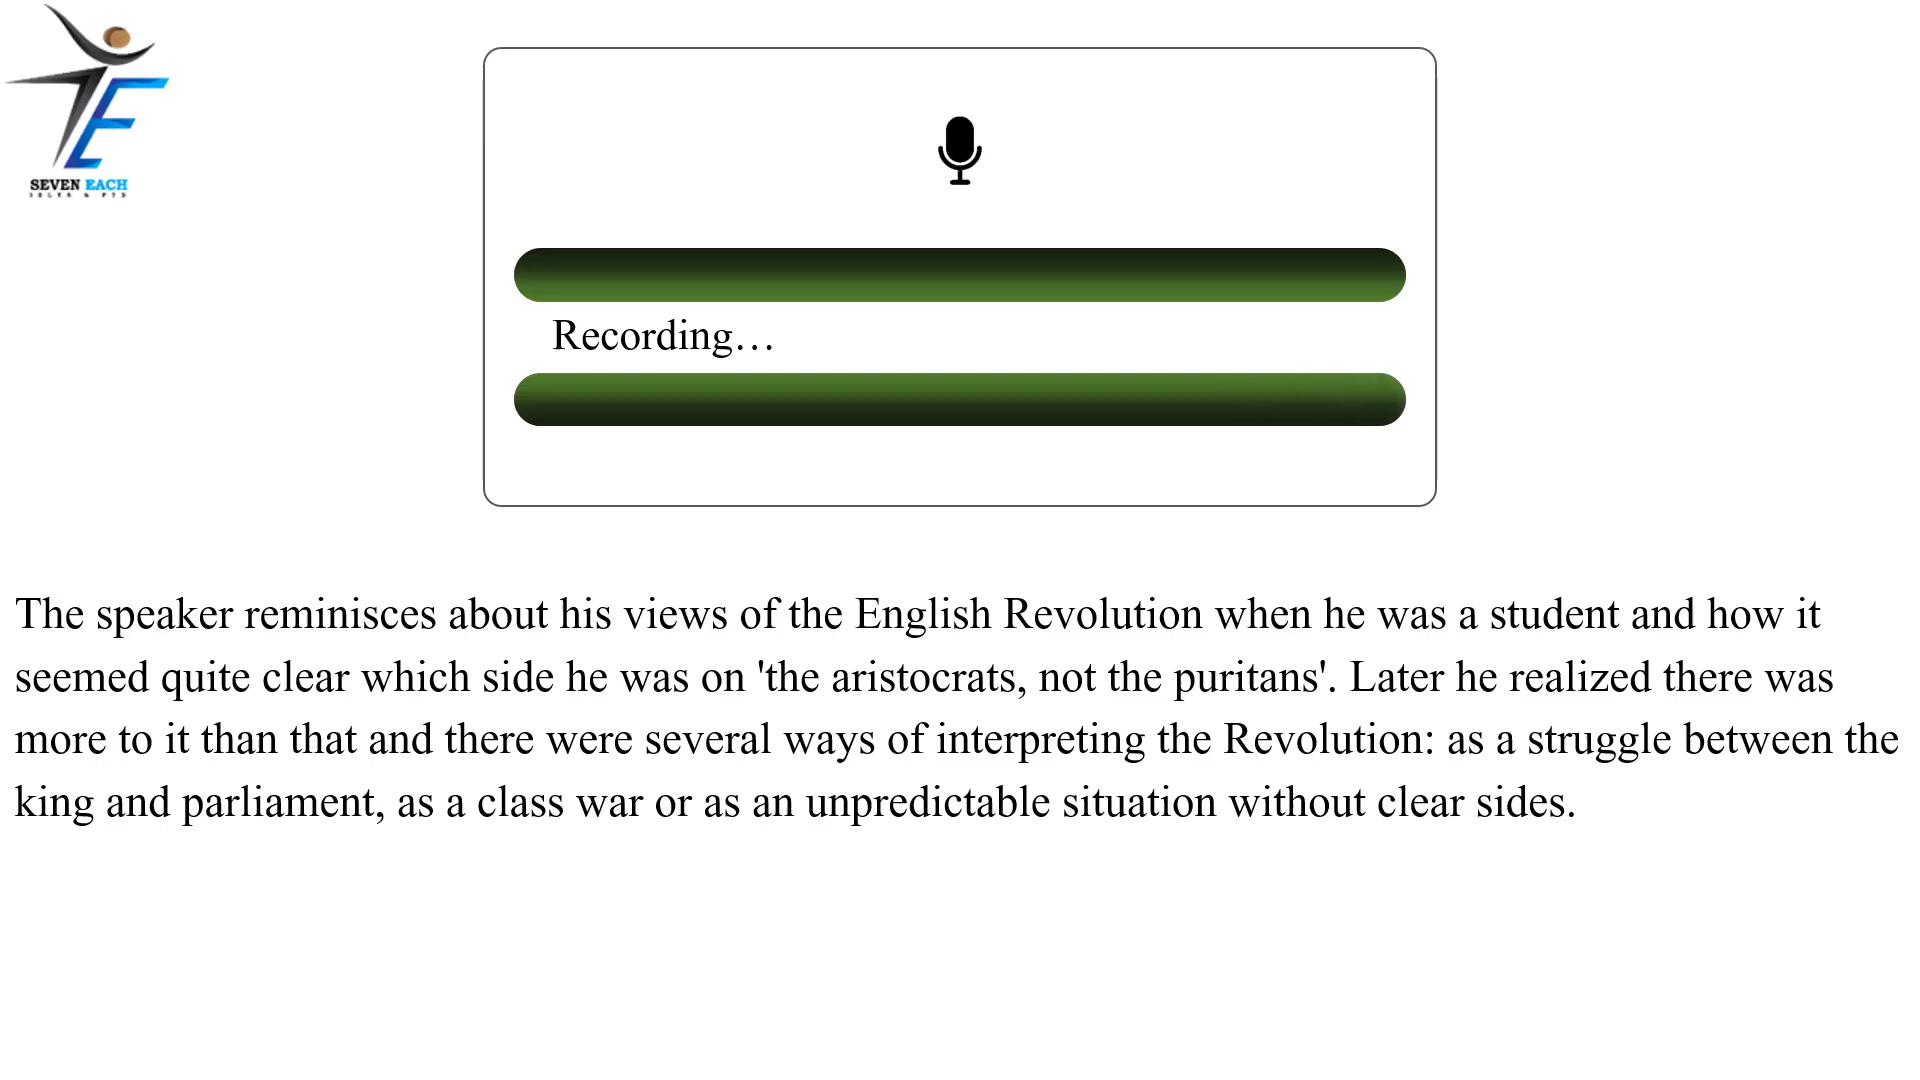 SEVEN EACH
Recording…
The speaker reminisces about his views of the English Revolution when he was a student and how it
seemed quite clear which side he was on 'the aristocrats, not the puritans'. Later he realized there was
more to it than that and there were several ways of interpreting the Revolution: as a struggle between the
king and parliament, as a class war or as an unpredictable situation without clear sides.